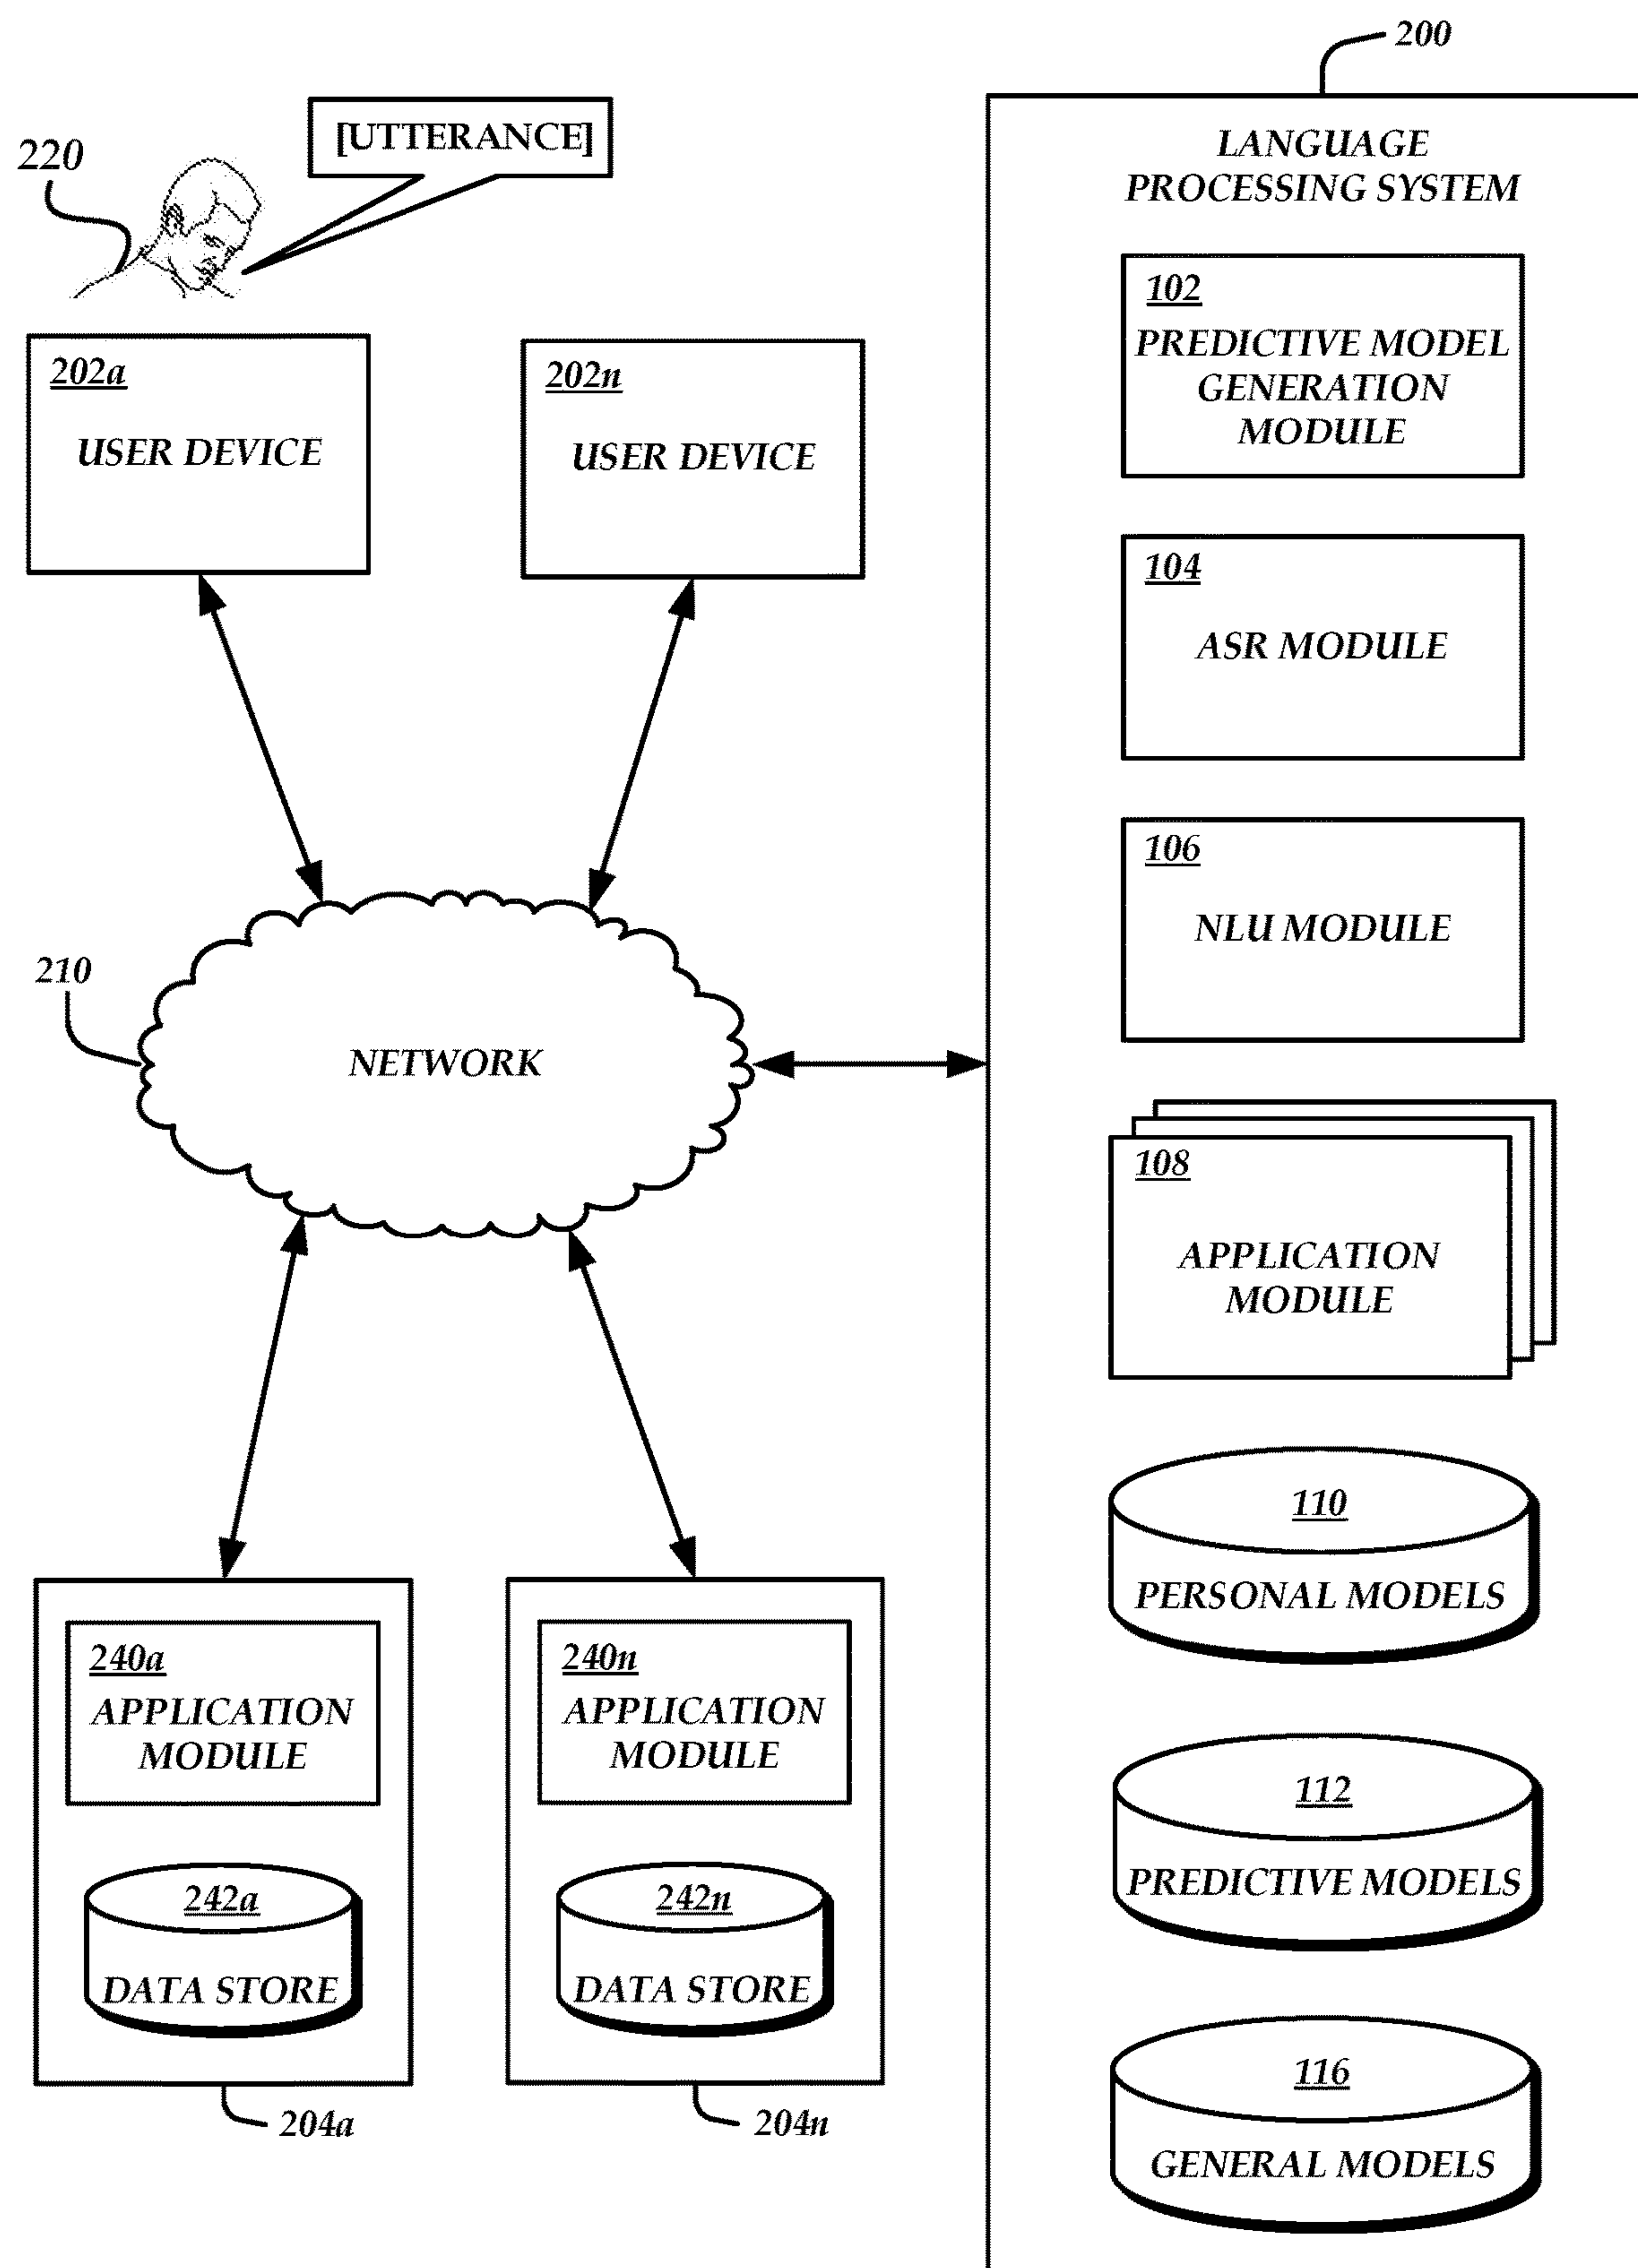 200
220
[UTTERANCE]
202a
USER DEVICE
202n
USER DEVICE
210
NETWORK
240a
APPLICATION
MODULE
242a
DATA STORE
204a
240n
APPLICATION
MODULE
242n
DATA STORE
204n
LANGUAGE
PROCESSING SYSTEM
102
PREDICTIVE MODEL
GENERATION
MODULE
104
ASR MODULE
106
NLU MODULE
108
APPLICATION
MODULE
110
PERSONAL MODELS
112
PREDICTIVE MODELS
116
GENERAL MODELS